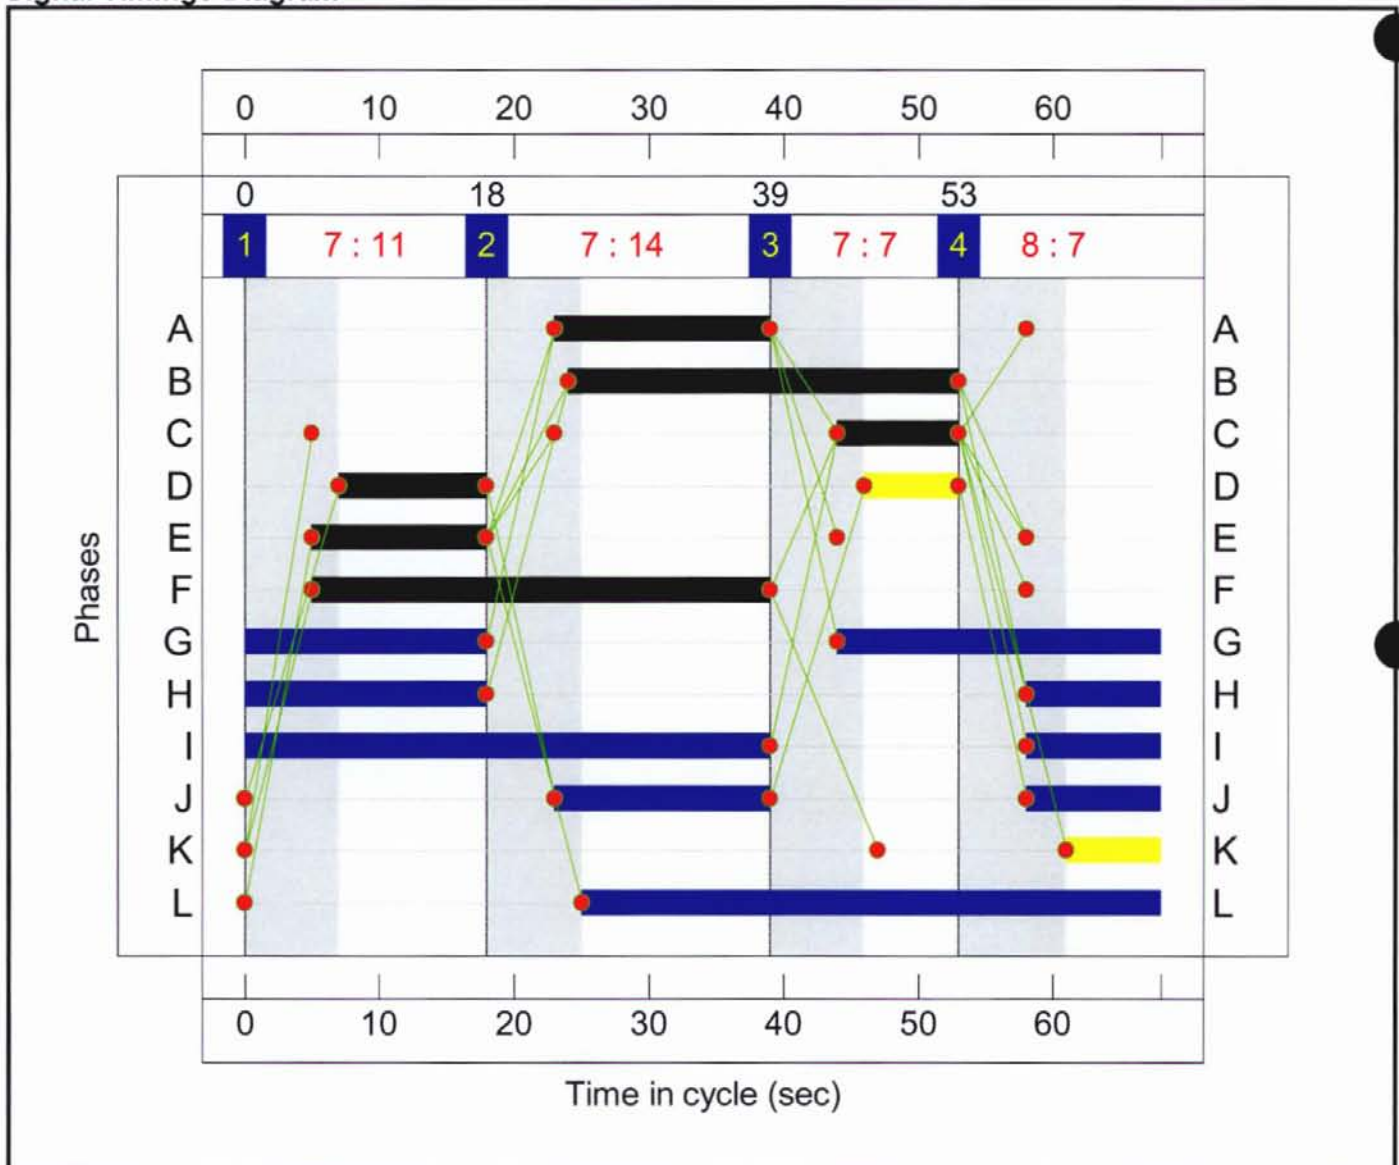 0 10 20 30 40 50 60
0 18 39 53
1 7 : 11 2 7 : 14 3 7 : 7 4 8 : 7
A A
B B
C C
D D
E E
F F
G G
H H
I I
J J
K K
L L
Phases
0 10 20 30 40 50 60
Time in cycle (sec)